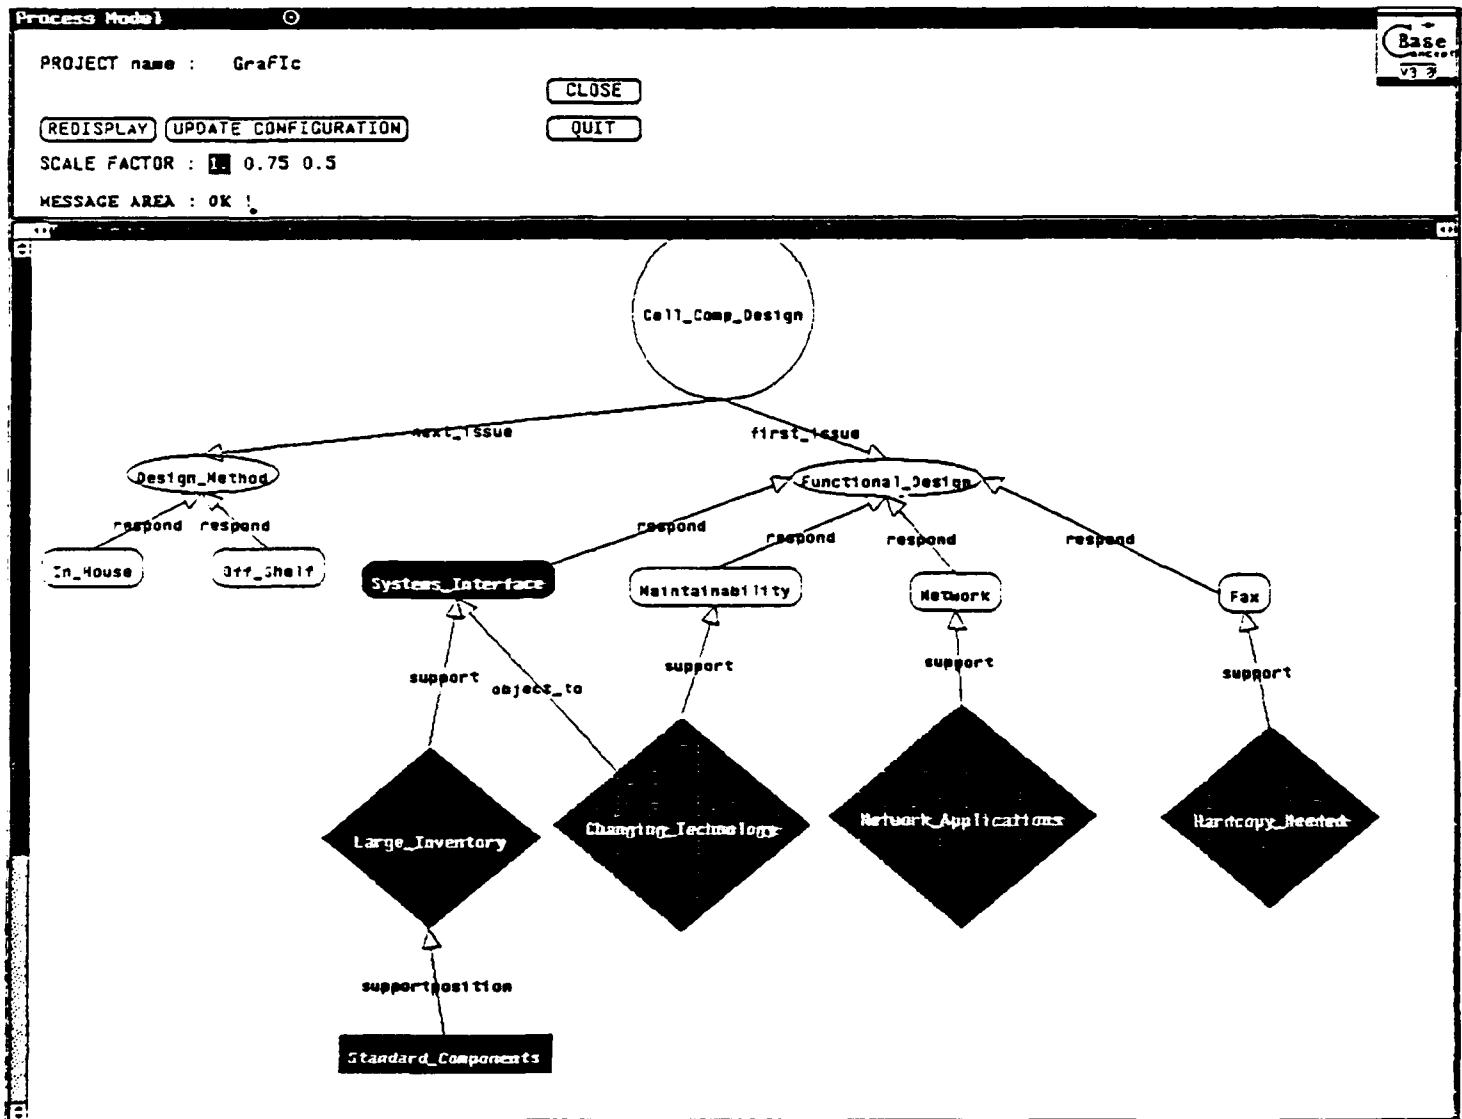 Process Model
Base
v3
PROJECT name : GraFIc
CLOSE
REDISPLAY UPDATE CONFIGURATION QUIT
SCALE FACTOR : 1. 0.75 0.5
MESSAGE AREA : OK !
Cell_Comp_Design
next_issue first_issue
Design_Method Functional_Design
respond respond respond respond respond respond
In_House Off_Shelf Systems_Interface Maintainability Network Fax
support object_to support support support
Large_Inventory Changing_Technology Network_Applications Hardcopy_Needed
supportposition
Standard_Components